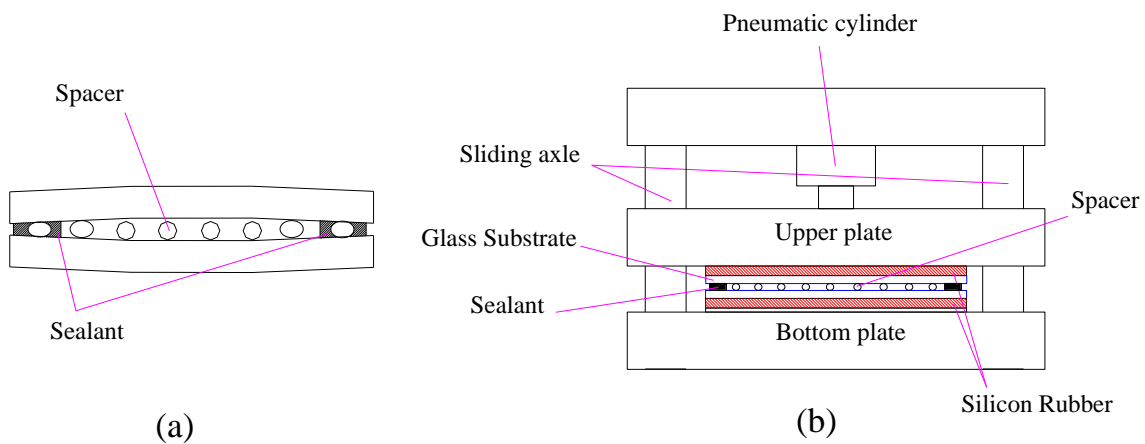 Spacer
Sealant
(a)
Pneumatic cylinder
Sliding axle
Spacer
Glass Substrate
Upper plate
Sealant
Bottom plate
Silicon Rubber
(b)